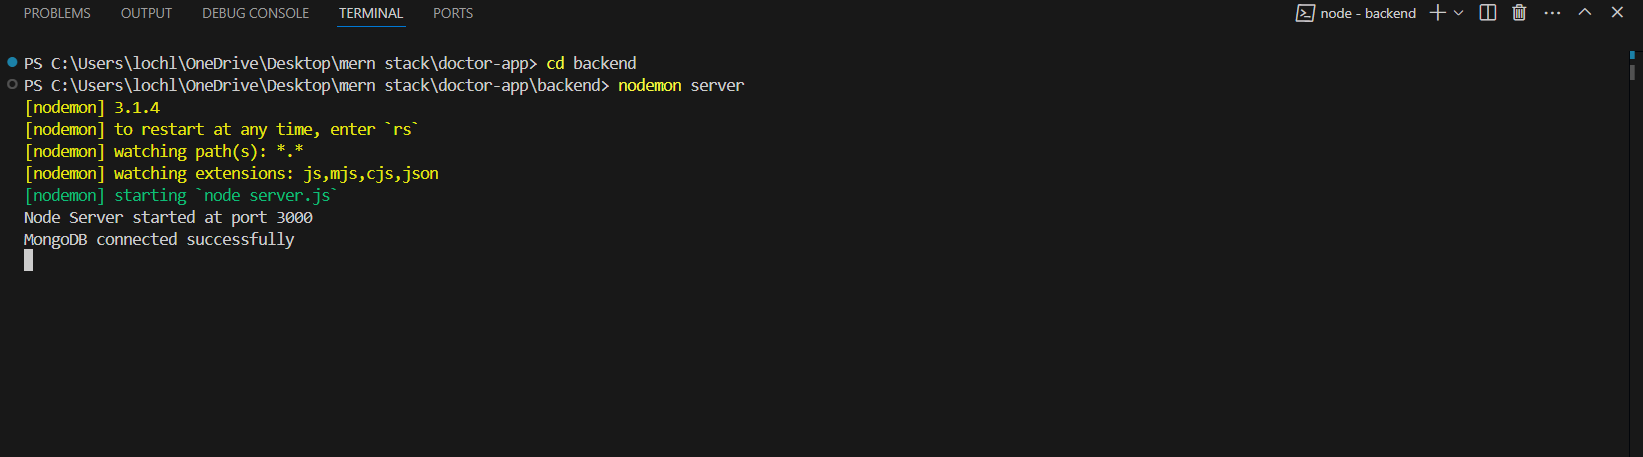 PROBLEMS OUTPUT DEBUG CONSOLE TERMINAL PORTS node - backend
PS C:\Users\lochl\OneDrive\Desktop\mern stack\doctor-app> cd backend
PS C:\Users\lochl\OneDrive\Desktop\mern stack\doctor-app\backend> nodemon server
[nodemon] 3.1.4
[nodemon] to restart at any time, enter `rs`
[nodemon] watching path(s): *.*
[nodemon] watching extensions: js,mjs,cjs,json
[nodemon] starting `node server.js`
Node Server started at port 3000
MongoDB connected successfully